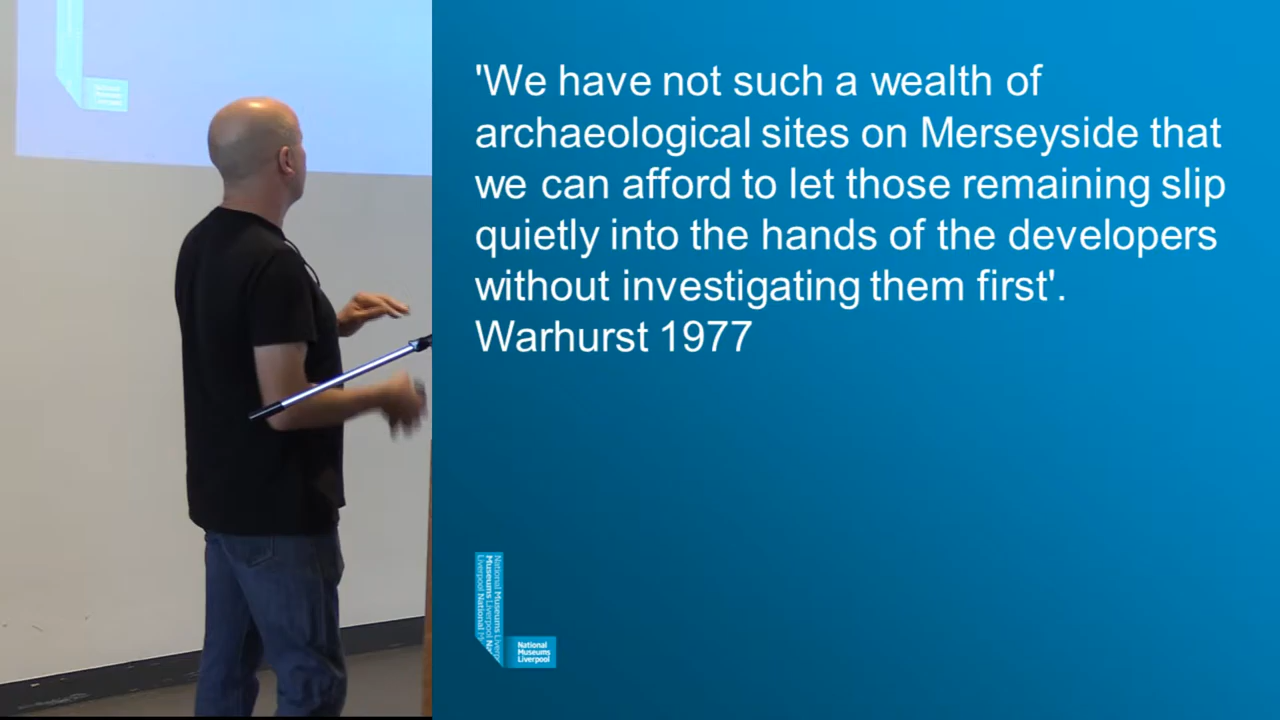 'We have not such a wealth of
archaeological sites on Merseyside that
we can afford to let those remaining slip
quietly into the hands of the developers
without investigating them first'.
Warhurst 1977
National
Museums
Liverpool